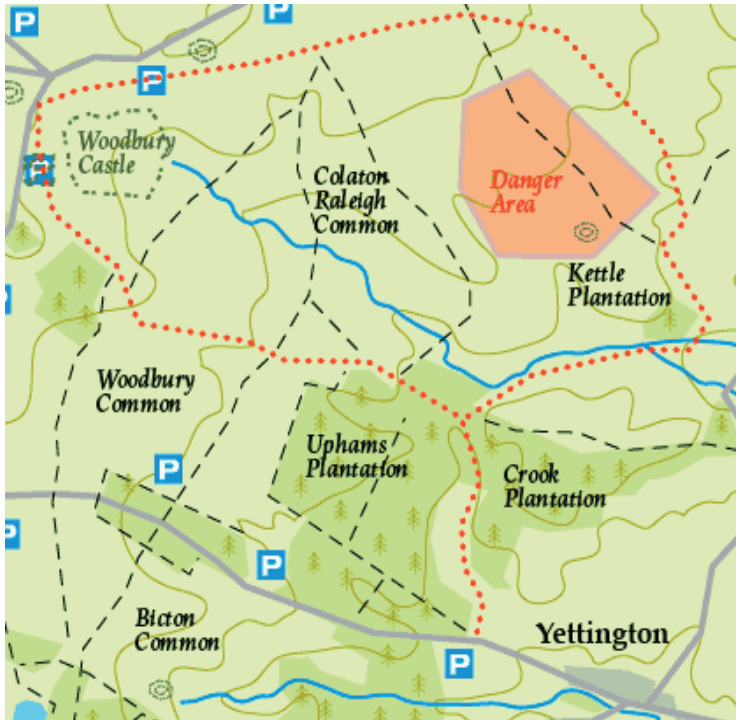 P
P
P
Woodbury
Castle
P
Colaton
Raleigh
Common
Danger
Area
Kettle
Plantation
Woodbury
Common
Uphams
Plantation
P
Crook
Plantation
P
Bicton
Common
Yettington
P